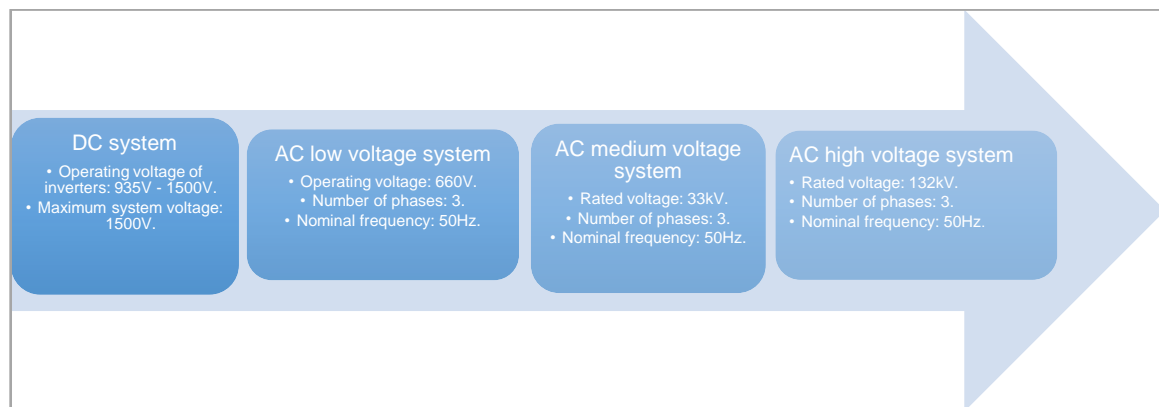 DC system
• Operating voltage of
inverters: 935V - 1500V.
• Maximum system voltage:
1500V.
AC low voltage system
• Operating voltage: 660V.
• Number of phases: 3.
• Nominal frequency: 50Hz.
AC medium voltage
system
• Rated voltage: 33kV.
• Number of phases: 3.
• Nominal frequency: 50Hz.
AC high voltage system
• Rated voltage: 132kV.
• Number of phases: 3.
• Nominal frequency: 50Hz.